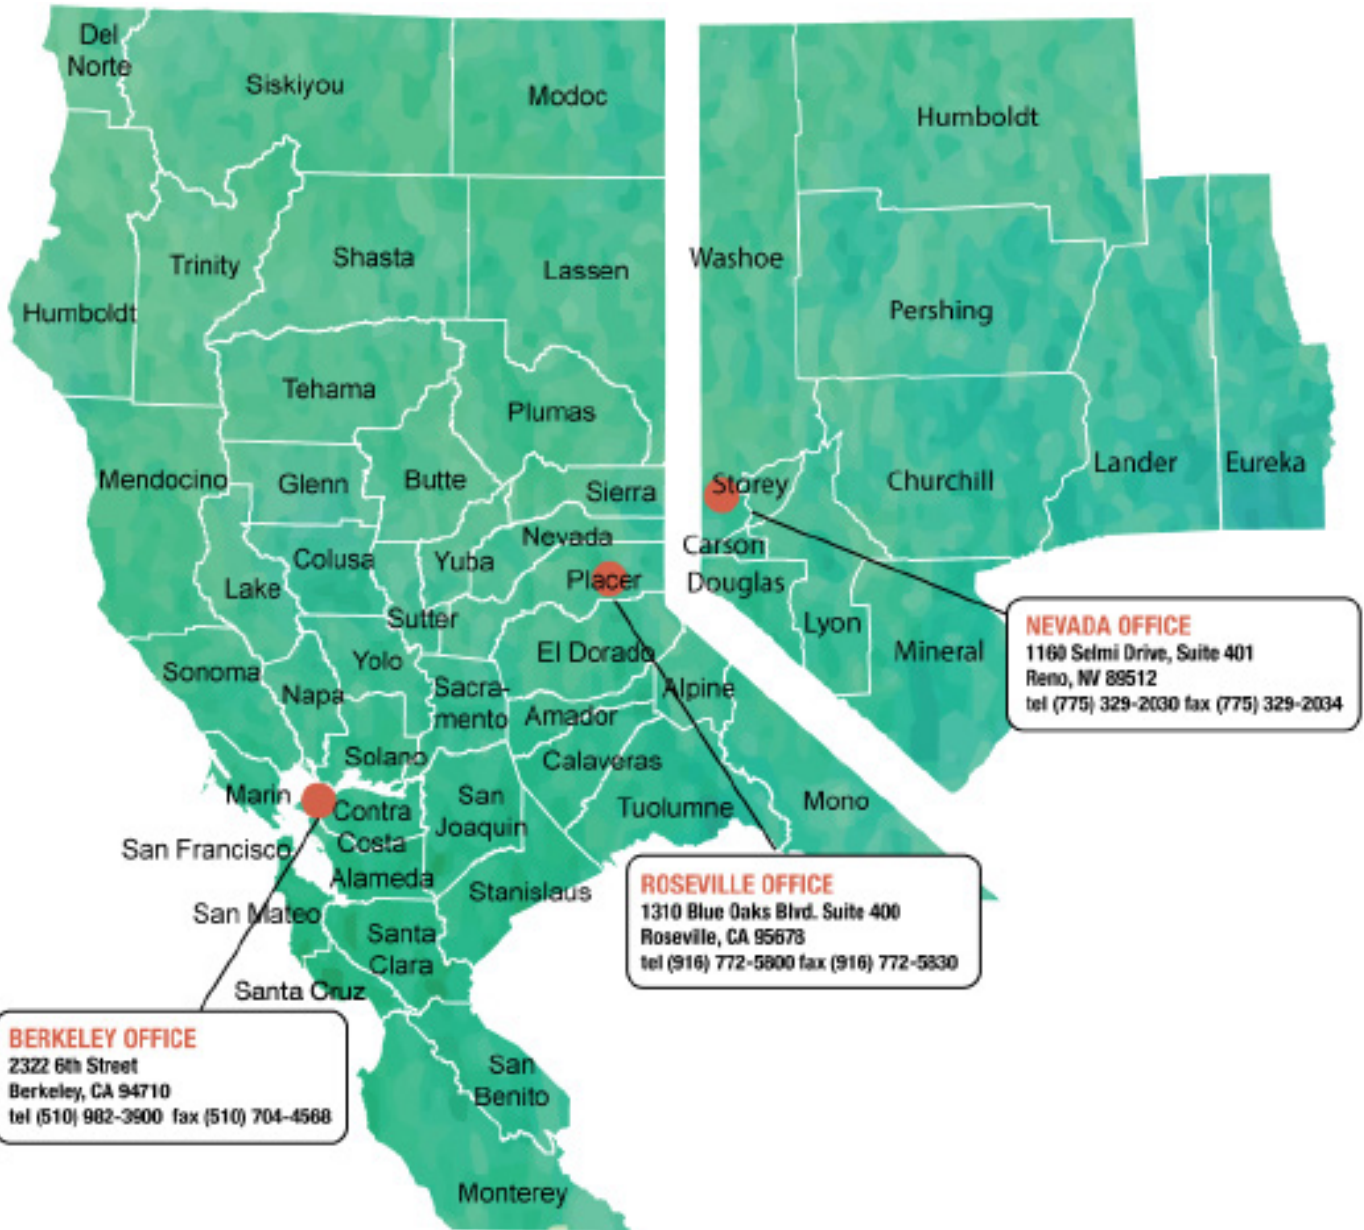 Del
Norte
Siskiyou
Modoc
Humboldt
Trinity
Shasta
Lassen
Tehama
Plumas
Mendocino
Glenn
Butte
Sierra
Nevada
Colusa
Yuba
Placer
Lake
Sutter
Sonoma
Napa
Yolo
El Dorado
Sacra-
mento
Alpine
Amador
Solano
Calaveras
Marin
Contra
Costa
San
Joaquin
Tuolumne
Mono
San Francisco
Alameda
Stanislaus
San Mateo
Santa
Clara
Santa Cruz
San
Benito
Monterey
Humboldt
Washoe
Pershing
Storey
Churchill
Lander
Eureka
Carson
Douglas
Lyon
Mineral
NEVADA OFFICE
1160 Selmi Drive, Suite 401
Reno, NV 89512
tel (775) 329-2030 fax (775) 329-2034
ROSEVILLE OFFICE
1310 Blue Oaks Blvd. Suite 400
Roseville, CA 95678
tel (916) 772-5800 fax (916) 772-5830
BERKELEY OFFICE
2322 6th Street
Berkeley, CA 94710
tel (510) 982-3900 fax (510) 704-4568